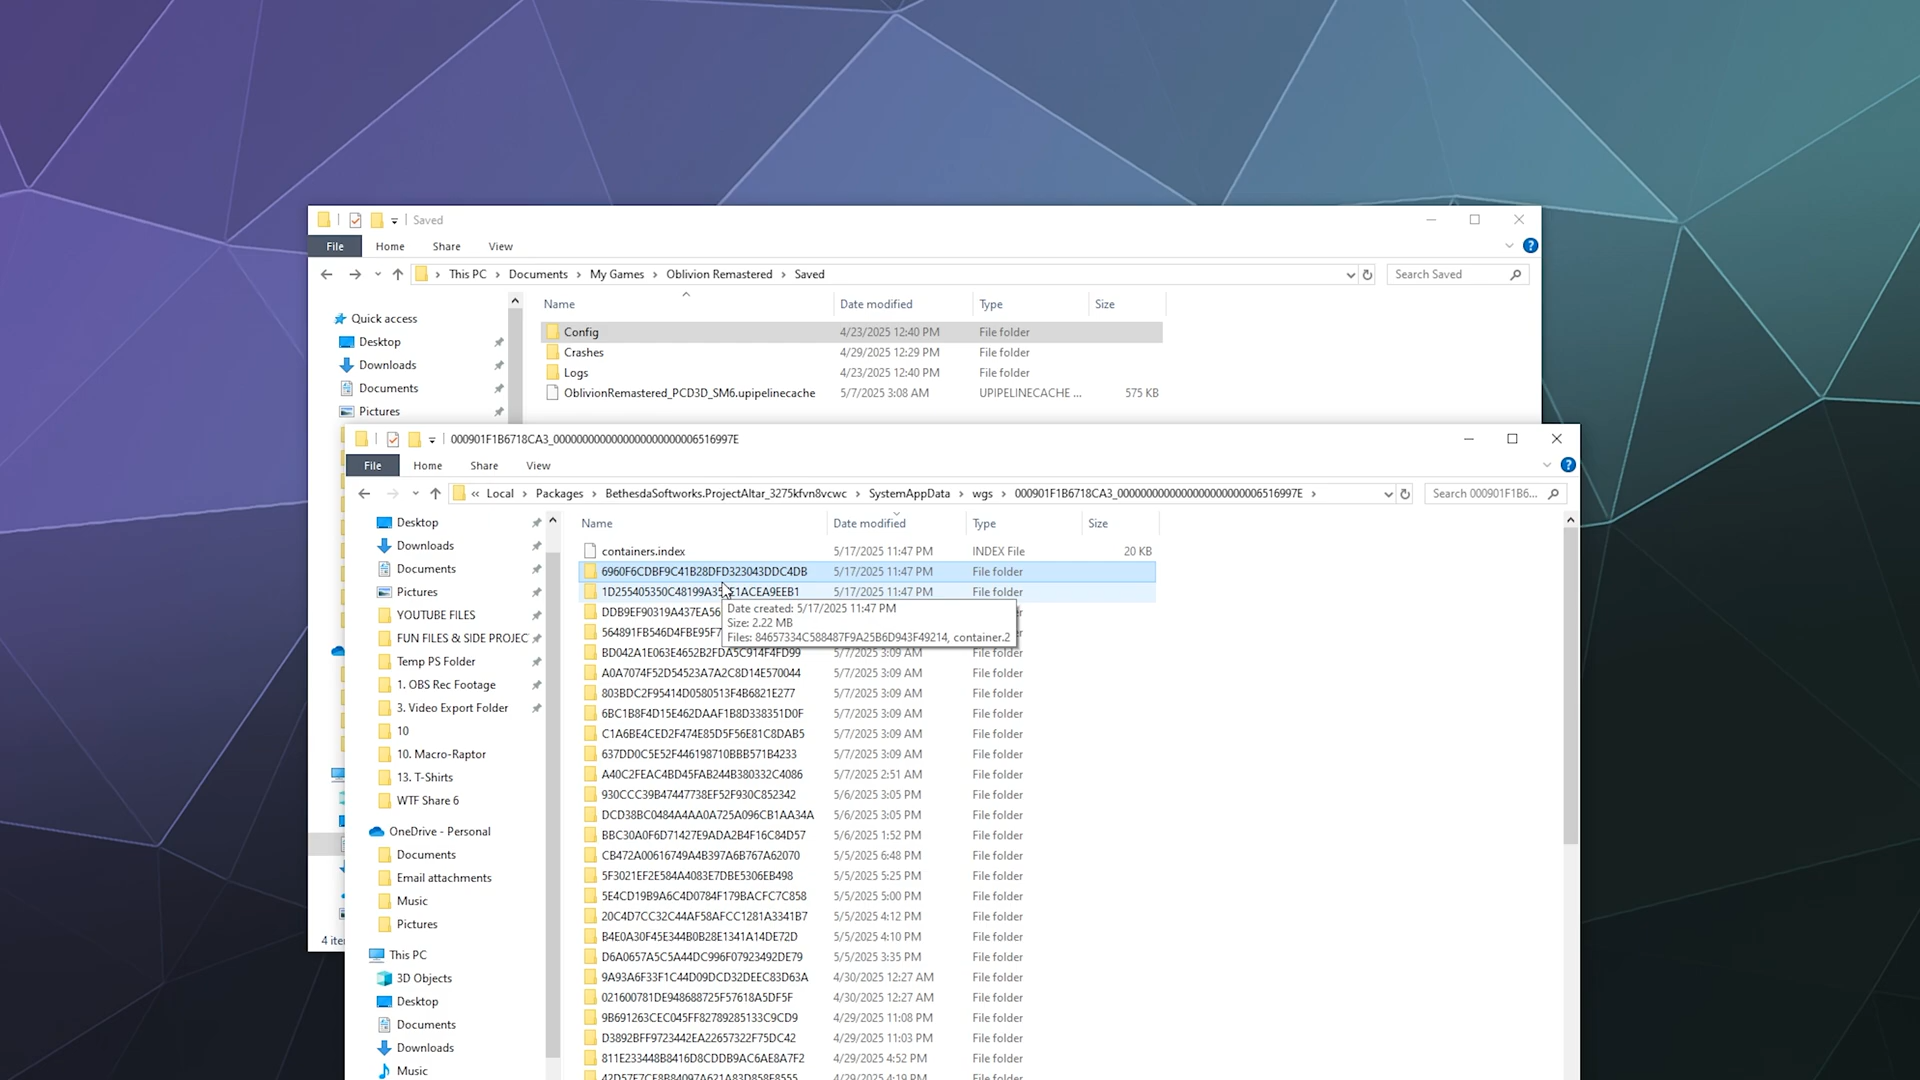 Saved
File Home Share View
This PC Documents My Games Oblivion Remastered Saved
Search Saved
Name Date modified Type Size
Quick access
Desktop
Downloads
Documents
Pictures
Config 4/23/2025 12:40 PM File folder
Crashes 4/29/2025 12:29 PM File folder
Logs 4/23/2025 12:40 PM File folder
OblivionRemastered_PCD3D_SM6.upipelinecache 5/7/2025 3:08 AM UPIPELINECACHE ... 575 KB
4 ite
000901F1B6718CA3_0000000000000000000000006516997E
File Home Share View
« Local Packages BethesdaSoftworks.ProjectAltar_3275kfvn8vcwc SystemAppData wgs 000901F1B6718CA3_0000000000000000000000006516997E
Search 000901F1B6...
Desktop
Downloads
Documents
Pictures
YOUTUBE FILES
FUN FILES & SIDE PROJEC
Temp PS Folder
1. OBS Rec Footage
3. Video Export Folder
10
10. Macro-Raptor
13. T-Shirts
WTF Share 6
OneDrive - Personal
Documents
Email attachments
Music
Pictures
This PC
3D Objects
Desktop
Documents
Downloads
Music
Name Date modified Type Size
containers.index 5/17/2025 11:47 PM INDEX File 20 KB
6960F6CDBF9C41B28DFD323043DDC4DB 5/17/2025 11:47 PM File folder
5/17/2025 11:47 PM File folder
DDB9EF90319A437EA56
564891FB546D4FBE95F7
Date created: 5/17/2025 11:47 PM
Size: 2.22 MB
Files: 84657334C588487F9A25B6D943F49214, container.2
BD042A1E063E4652B2FDA5C914F4FD99 5/7/2025 3:09 AM File folder
A0A7074F52D54523A7A2C8D14E570044 5/7/2025 3:09 AM File folder
803BDC2F95414D0580513F4B6821E277 5/7/2025 3:09 AM File folder
6BC1B8F4D15E462DAAF1B8D338351D0F 5/7/2025 3:09 AM File folder
C1A6BE4CED2F474E85D5F56E81C8DAB5 5/7/2025 3:09 AM File folder
637DD0C5E52F446198710BBB571B4233 5/7/2025 3:09 AM File folder
A40C2FEAC4BD45FAB244B380332C4086 5/7/2025 2:51 AM File folder
930CCC39B47447738EF52F930C852342 5/6/2025 3:05 PM File folder
DCD38BC0484A4AA0A725A096CB1AA34A 5/6/2025 3:05 PM File folder
BBC30A0F6D71427E9ADA2B4F16C84D57 5/6/2025 1:52 PM File folder
CB472A00616749A4B397A6B767A62070 5/5/2025 6:48 PM File folder
5F3021EF2E584A4083E7DBE5306EB498 5/5/2025 5:25 PM File folder
5E4CD19B9A6C4D0784F179BACFC7C858 5/5/2025 5:00 PM File folder
20C4D7CC32C44AF58AFCC1281A3341B7 5/5/2025 4:12 PM File folder
B4E0A30F45E344B0B28E1341A14DE72D 5/5/2025 4:10 PM File folder
D6A0657A5C5A44DC996F07923492DE79 5/5/2025 3:35 PM File folder
9A93A6F33F1C44D09DCD32DEEC83D63A 4/30/2025 12:27 AM File folder
021600781DE948688725F57618A5DF5F 4/30/2025 12:27 AM File folder
9B691263CEC045FF82789285133C9CD9 4/29/2025 11:08 PM File folder
D3892BFF9723442EA22657322F75DC42 4/29/2025 11:03 PM File folder
811E233448B8416D8CDDB9AC6AE8A7F2 4/29/2025 4:52 PM File folder
4/29/2025 4:19 PM File folder